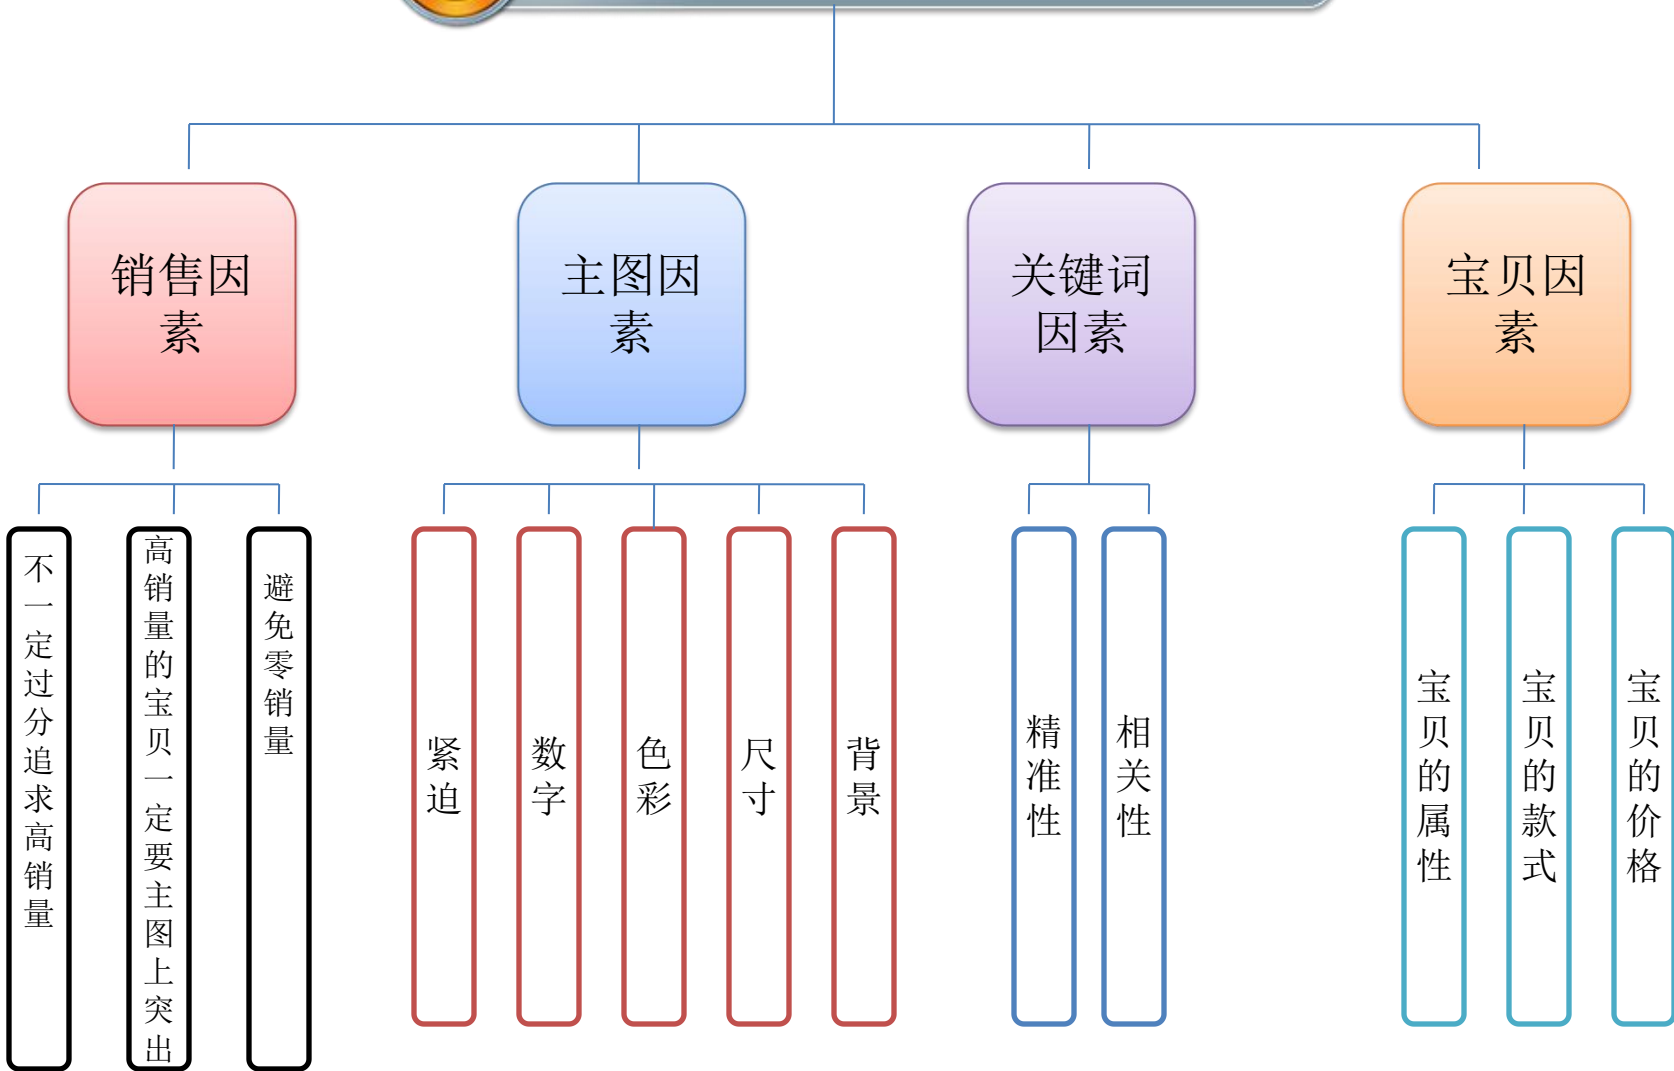 销售因
素
主图因
素
关键词
因素
宝贝因
素
不一定过分追求高销量
高销量的宝贝一定要主图上突出
避免零销量
紧迫
数字
色彩
尺寸
背景
精准性
相关性
宝贝的属性
宝贝的款式
宝贝的价格